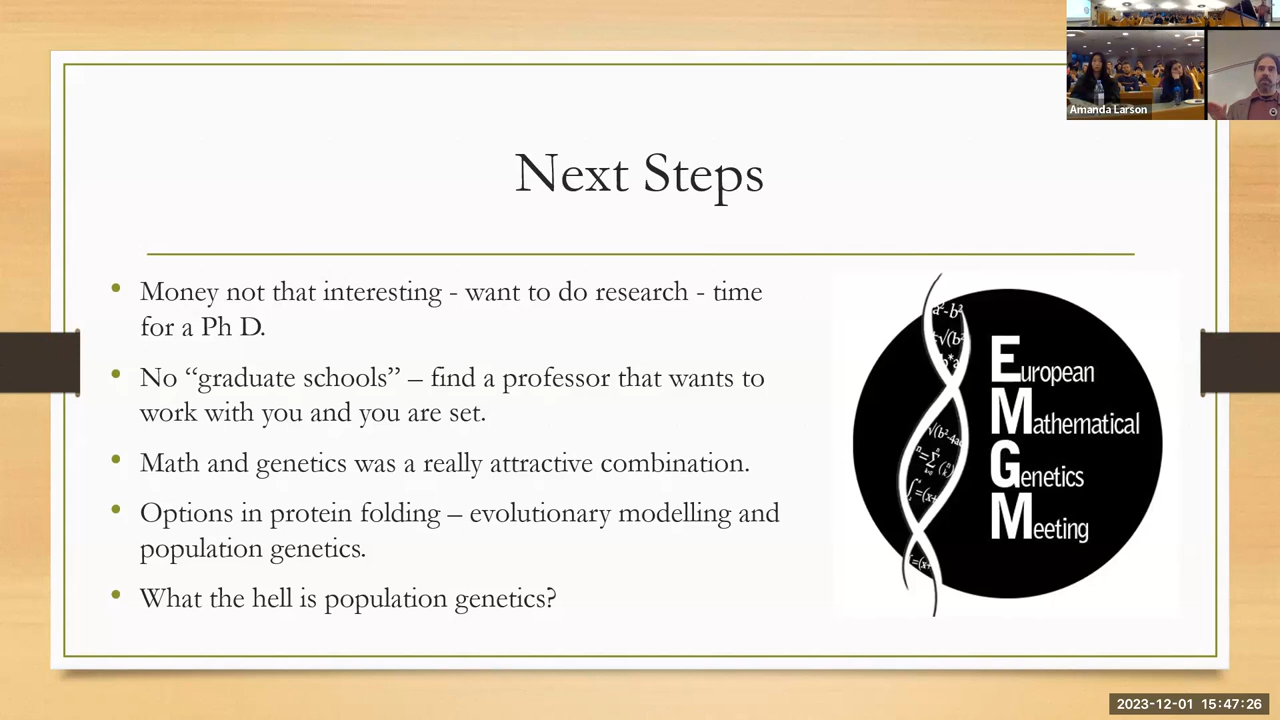 Amanda Larson
Next Steps
• Money not that interesting - want to do research - time
for a Ph D.
• No “graduate schools” – find a professor that wants to
work with you and you are set.
• Math and genetics was a really attractive combination.
• Options in protein folding – evolutionary modelling and
population genetics.
• What the hell is population genetics?
European
Mathematical
Genetics
Meeting
2023-12-01 15:47:26